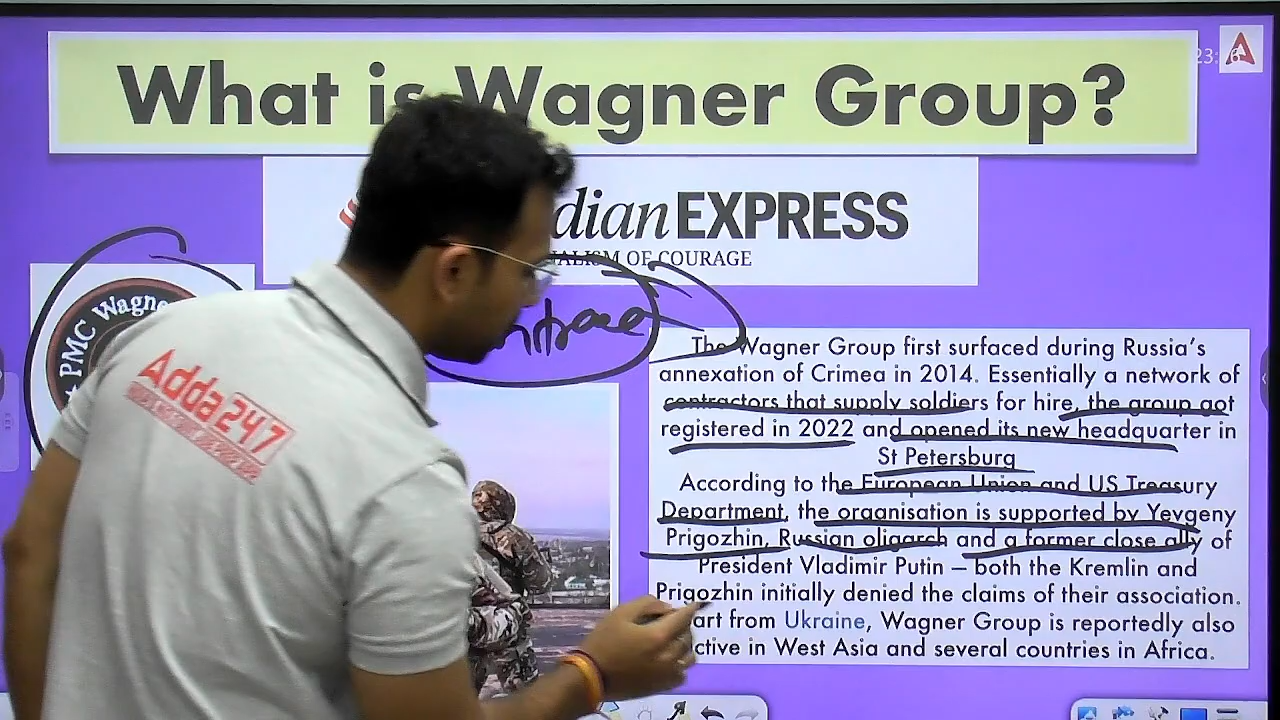 What is Wagner Group?
23:
dian EXPRESS
NALISM OF COURAGE
PMC Wagne
Adda247
The Wagner Group first surfaced during Russia's
annexation of Crimea in 2014. Essentially a network of
contractors that supply soldiers for hire, the group got
registered in 2022 and opened its new headquarter in
St Petersburg
According to the European Union and US Treasury
Department, the organisation is supported by Yevgeny
Prigozhin, Russian oligarch and a former close ally of
President Vladimir Putin – both the Kremlin and
Prigozhin initially denied the claims of their association.
art from Ukraine, Wagner Group is reportedly also
ctive in West Asia and several countries in Africa.